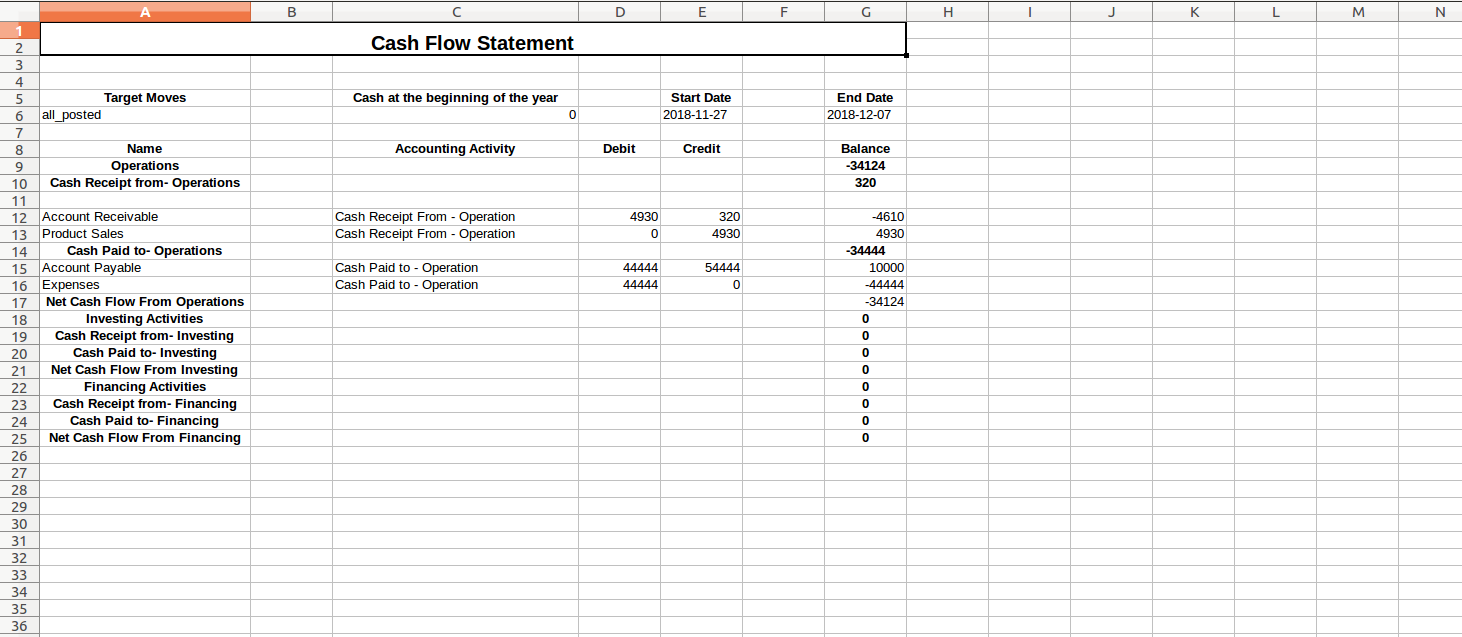 A B C D E F G H I J K L M N
1
2 Cash Flow Statement
3
4
5 Target Moves Cash at the beginning of the year Start Date End Date
6 all_posted 0 2018-11-27 2018-12-07
7
8 Name Accounting Activity Debit Credit Balance
9 Operations -34124
10 Cash Receipt from- Operations 320
11
12 Account Receivable Cash Receipt From - Operation 4930 320 -4610
13 Product Sales Cash Receipt From - Operation 0 4930 4930
14 Cash Paid to- Operations -34444
15 Account Payable Cash Paid to - Operation 44444 54444 10000
16 Expenses Cash Paid to - Operation 44444 0 -44444
17 Net Cash Flow From Operations -34124
18 Investing Activities 0
19 Cash Receipt from- Investing 0
20 Cash Paid to- Investing 0
21 Net Cash Flow From Investing 0
22 Financing Activities 0
23 Cash Receipt from- Financing 0
24 Cash Paid to- Financing 0
25 Net Cash Flow From Financing 0
26
27
28
29
30
31
32
33
34
35
36